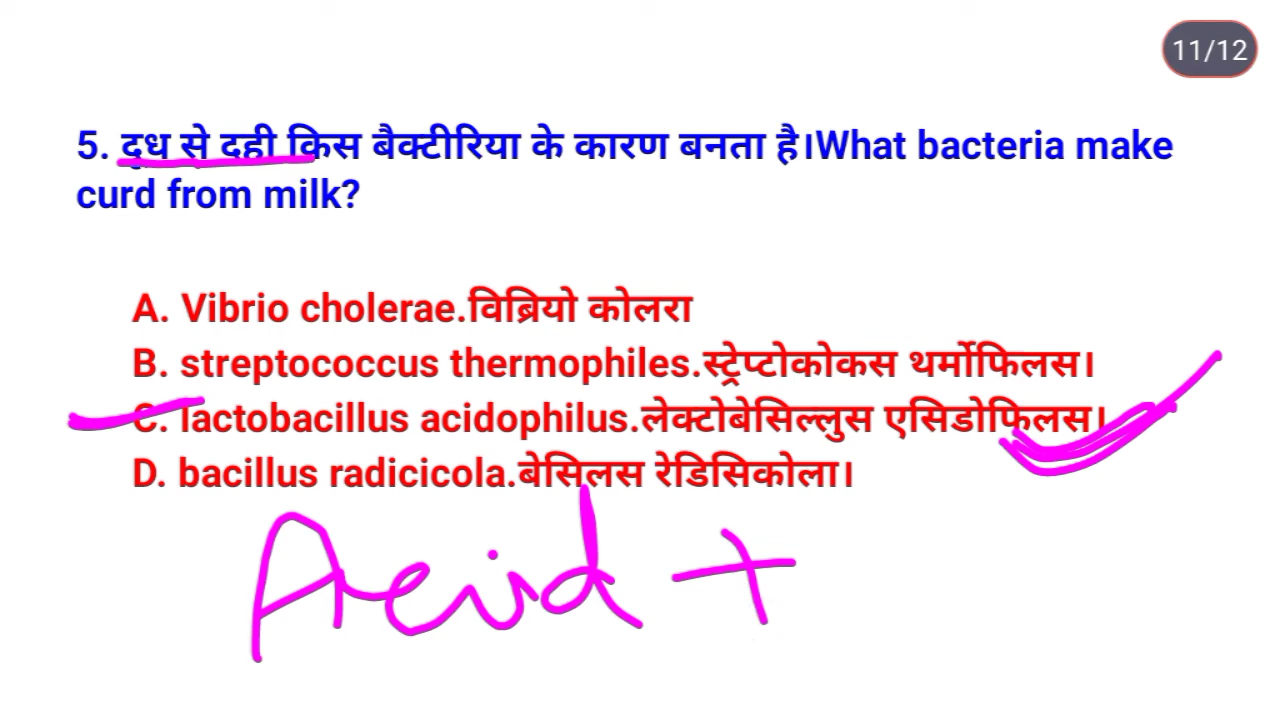 11/12
5. दूध से दही किस बैक्टीरिया के कारण बनता है।What bacteria make
curd from milk?
A. Vibrio cholerae.विब्रियो कोलरा
B. streptococcus thermophiles.स्ट्रेप्टोकोकस थर्मोफिलस।
C. lactobacillus acidophilus.लेक्टोबेसिल्लुस एसिडोफिलस।
D. bacillus radicicola.बेसिलस रेडिसिकोला।
Acid +